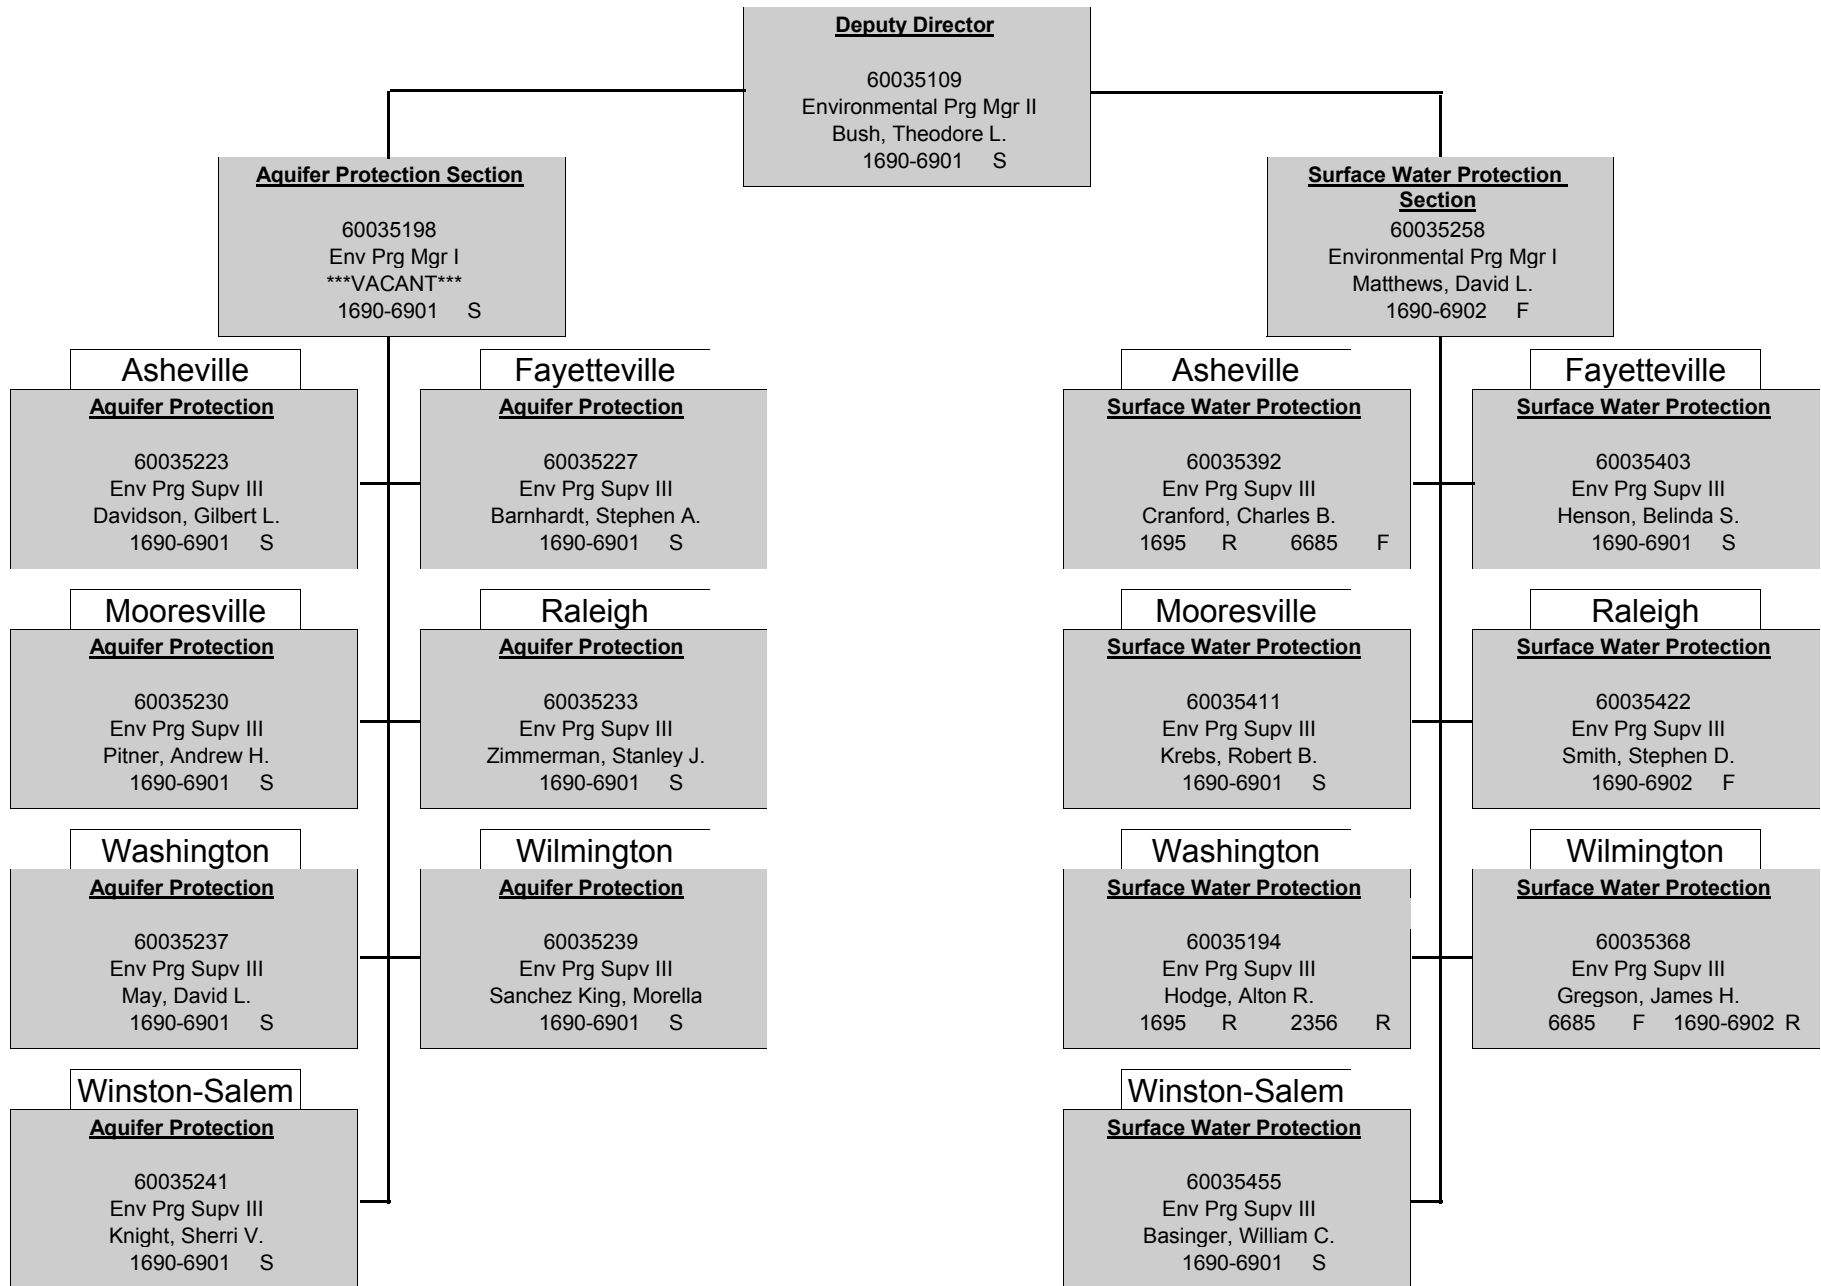 Deputy Director
60035109
Environmental Prg Mgr II
Bush, Theodore L.
1690-6901 S
Aquifer Protection Section
60035198
Env Prg Mgr I
***VACANT***
1690-6901 S
Surface Water Protection
Section
60035258
Environmental Prg Mgr I
Matthews, David L.
1690-6902 F
Asheville
Aquifer Protection
60035223
Env Prg Supv III
Davidson, Gilbert L.
1690-6901 S
Fayetteville
Aquifer Protection
60035227
Env Prg Supv III
Barnhardt, Stephen A.
1690-6901 S
Mooresville
Aquifer Protection
60035230
Env Prg Supv III
Pitner, Andrew H.
1690-6901 S
Raleigh
Aquifer Protection
60035233
Env Prg Supv III
Zimmerman, Stanley J.
1690-6901 S
Washington
Aquifer Protection
60035237
Env Prg Supv III
May, David L.
1690-6901 S
Wilmington
Aquifer Protection
60035239
Env Prg Supv III
Sanchez King, Morella
1690-6901 S
Winston-Salem
Aquifer Protection
60035241
Env Prg Supv III
Knight, Sherri V.
1690-6901 S
Asheville
Surface Water Protection
60035392
Env Prg Supv III
Cranford, Charles B.
1695 R 6685 F
Fayetteville
Surface Water Protection
60035403
Env Prg Supv III
Henson, Belinda S.
1690-6901 S
Mooresville
Surface Water Protection
60035411
Env Prg Supv III
Krebs, Robert B.
1690-6901 S
Raleigh
Surface Water Protection
60035422
Env Prg Supv III
Smith, Stephen D.
1690-6902 F
Washington
Surface Water Protection
60035194
Env Prg Supv III
Hodge, Alton R.
1695 R 2356 R
Wilmington
Surface Water Protection
60035368
Env Prg Supv III
Gregson, James H.
6685 F 1690-6902 R
Winston-Salem
Surface Water Protection
60035455
Env Prg Supv III
Basinger, William C.
1690-6901 S